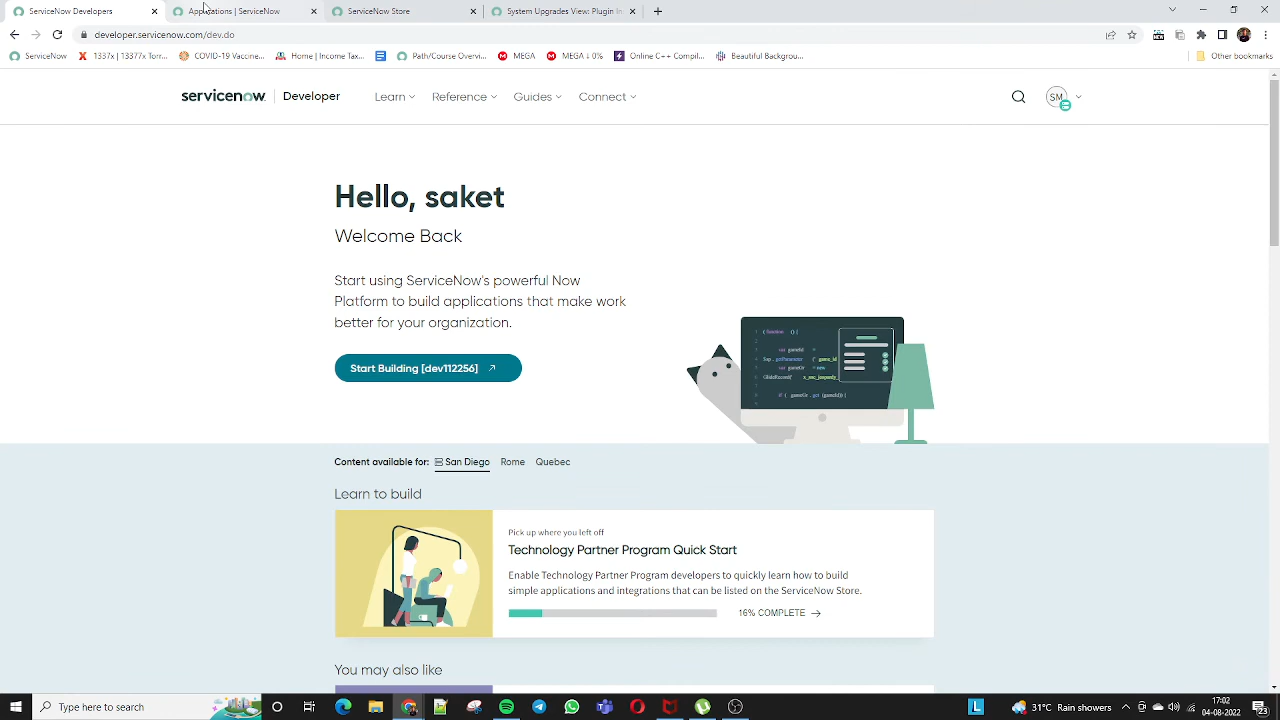 ServiceNow Developers
Applications | ServiceNow
ServiceNow Store
System Upgrades View: Plugin In
developer.servicenow.com/dev.do
ServiceNow
1337x | 13377x Torr...
COVID-19 Vaccine...
Home | Income Tax...
Path/Course Overvi...
MEGA
MEGA ↓ 0%
Online C++ Compil...
Beautiful Backgrou...
Other bookmarks
servicenow Developer
Learn
Reference
Guides
Connect
SM
Hello, saket
Welcome Back
Start using ServiceNow's powerful Now
Platform to build applications that make work
better for your organization.
Start Building [dev112256]
Content available for: San Diego Rome Quebec
Learn to build
Pick up where you left off
Technology Partner Program Quick Start
Enable Technology Partner Program developers to quickly learn how to build
simple applications and integrations that can be listed on the ServiceNow Store.
16% COMPLETE
You may also like
Type here to search
L
31°C Rain showers
17:02
04-08-2022